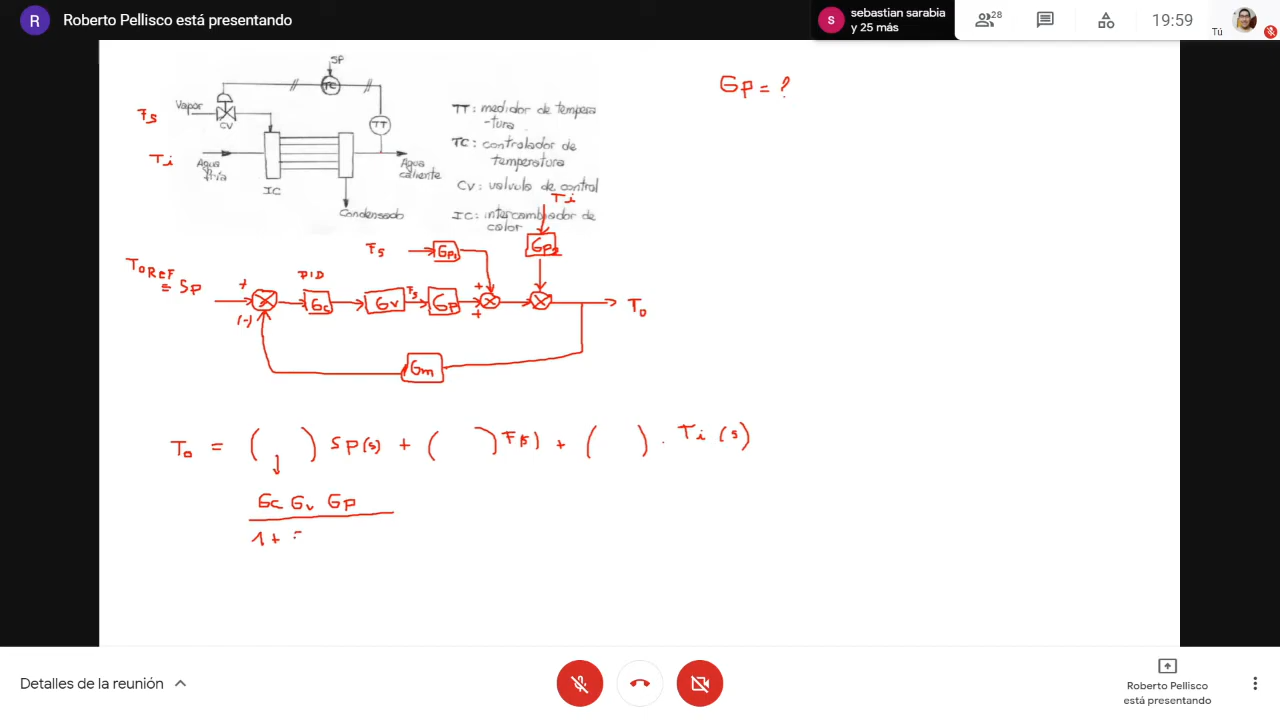 R Roberto Pellisco está presentando
S sebastian sarabia
y 25 más
28
19:59
Tú
SP
TC
Vapor
CV
TT
Fs
Ti
Agua
fría
IC
Agua
caliente
Condensado
TT: medidor de tempera
-tura
TC: controlador de
temperatura
CV: valvula de control
IC: intercambiador de
calor
Gp = ?
Ti
Fs
Gp1
Gp2
To REF
= SP
+
PID
Gc
Gv
Fs
Gp
+
+
To
(-)
Gm
To = ( ) SP(s) + ( ) F(s) + ( ) . Ti (s)
Gc Gv Gp
1 +
Detalles de la reunión
Roberto Pellisco
está presentando